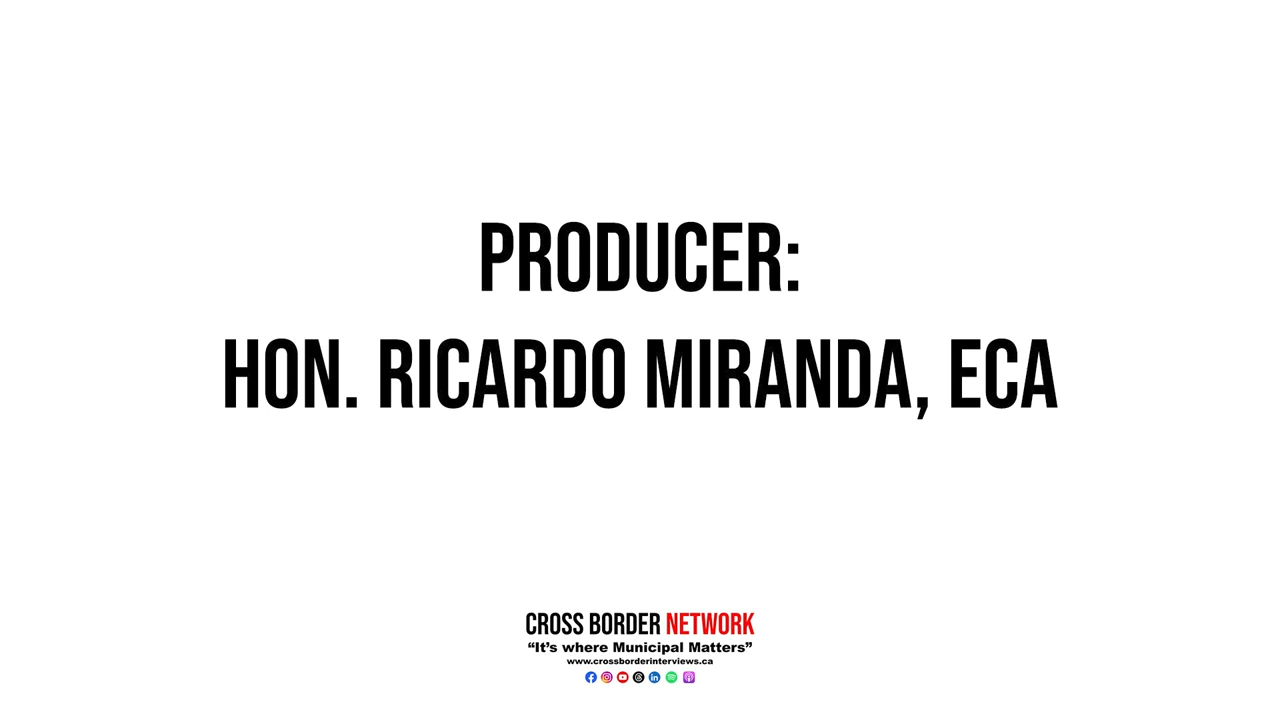 PRODUCER:
HON. RICARDO MIRANDA, ECA
CROSS BORDER NETWORK
“It’s where Municipal Matters”
www.crossborderinterviews.ca